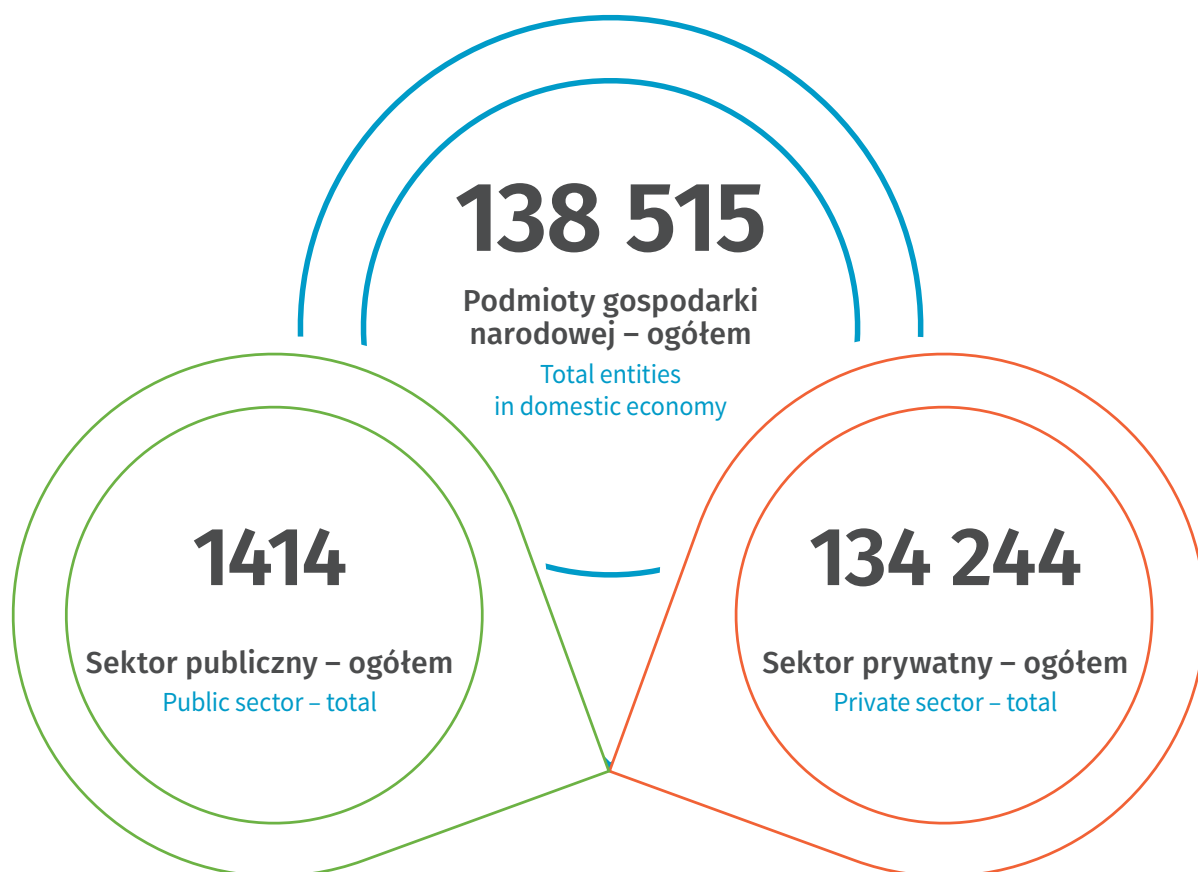 138 515
Podmioty gospodarki
narodowej – ogółem
Total entities
in domestic economy
1414
Sektor publiczny – ogółem
Public sector – total
134 244
Sektor prywatny – ogółem
Private sector – total